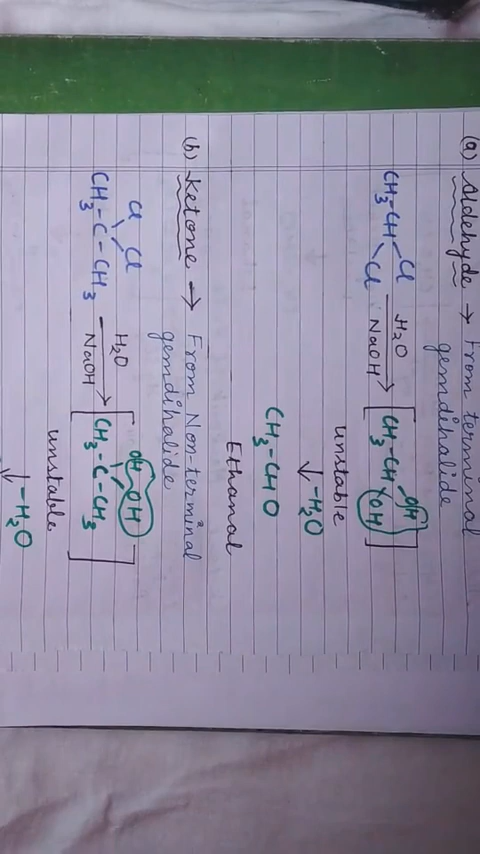 (a) Aldehyde → From terminal
gemdihalide
Cl
CH3-CH
Cl
H2O
NaOH
OH
CH3-CH
OH
unstable
↓ -H2O
CH3-CHO
Ethanal
(b) Ketone → From Non-terminal
gemdihalide
Cl Cl
CH3-C-CH3
H2O
NaOH
OH OH
CH3-C-CH3
unstable
↓ -H2O